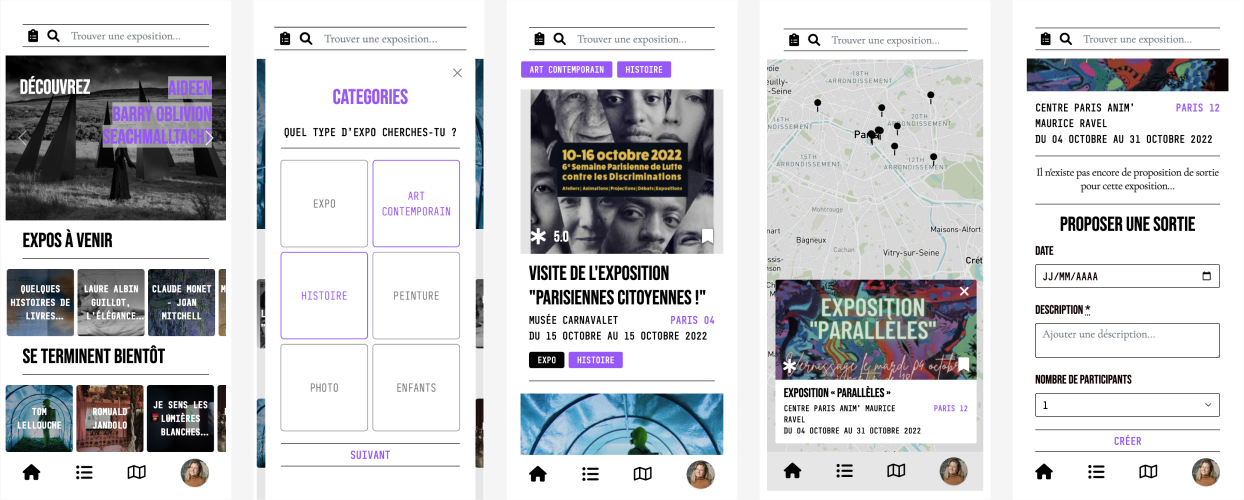 Trouver une exposition...
DÉCOUVREZ
AIDEEN
BARRY OBLIVION
SEACHMALLTACHT
EXPOS À VENIR
QUELQUES
HISTOIRES DE
LIVRES...
LAURE ALBIN
GUILLOT,
L'ÉLÉGANCE...
CLAUDE MONET
- JOAN
MITCHELL
SE TERMINENT BIENTÔT
TOM
LELLOUCHE
ROMUALD
JANDOLO
JE SENS LES
LUMIÈRES
BLANCHES...
Trouver une exposition...
CATEGORIES
QUEL TYPE D'EXPO CHERCHES-TU ?
EXPO
ART
CONTEMPORAIN
HISTOIRE
PEINTURE
PHOTO
ENFANTS
SUIVANT
Trouver une exposition...
ART CONTEMPORAIN
HISTOIRE
10-16 octobre 2022
6e Semaine Parisienne de Lutte
contre les Discriminations
Ateliers | Animations | Projections | Débats | Expositions
5.0
VISITE DE L'EXPOSITION
"PARISIENNES CITOYENNES !"
MUSÉE CARNAVALET
PARIS 04
DU 15 OCTOBRE AU 15 OCTOBRE 2022
EXPO
HISTOIRE
Trouver une exposition...
18TH
ARRONDISSEMENT
20TH
ARRONDISSEMENT
Paris
15TH
ARRONDISSEMENT
12TH
ARRONDISSEMENT
Montrouge
Maisons-Alfort
Bagneux
Cachan
Vitry-sur-Seine
Crét
EXPOSITION
"PARALLÈLES"
Vernissage le mardi 04 octobre
EXPOSITION « PARALLÈLES »
CENTRE PARIS ANIM' MAURICE
RAVEL
PARIS 12
DU 04 OCTOBRE AU 31 OCTOBRE 2022
Trouver une exposition...
CENTRE PARIS ANIM'
MAURICE RAVEL
PARIS 12
DU 04 OCTOBRE AU 31 OCTOBRE 2022
Il n'existe pas encore de proposition de sortie
pour cette exposition...
PROPOSER UNE SORTIE
DATE
JJ/MM/AAAA
DESCRIPTION *
Ajouter une déscription...
NOMBRE DE PARTICIPANTS
1
CRÉER